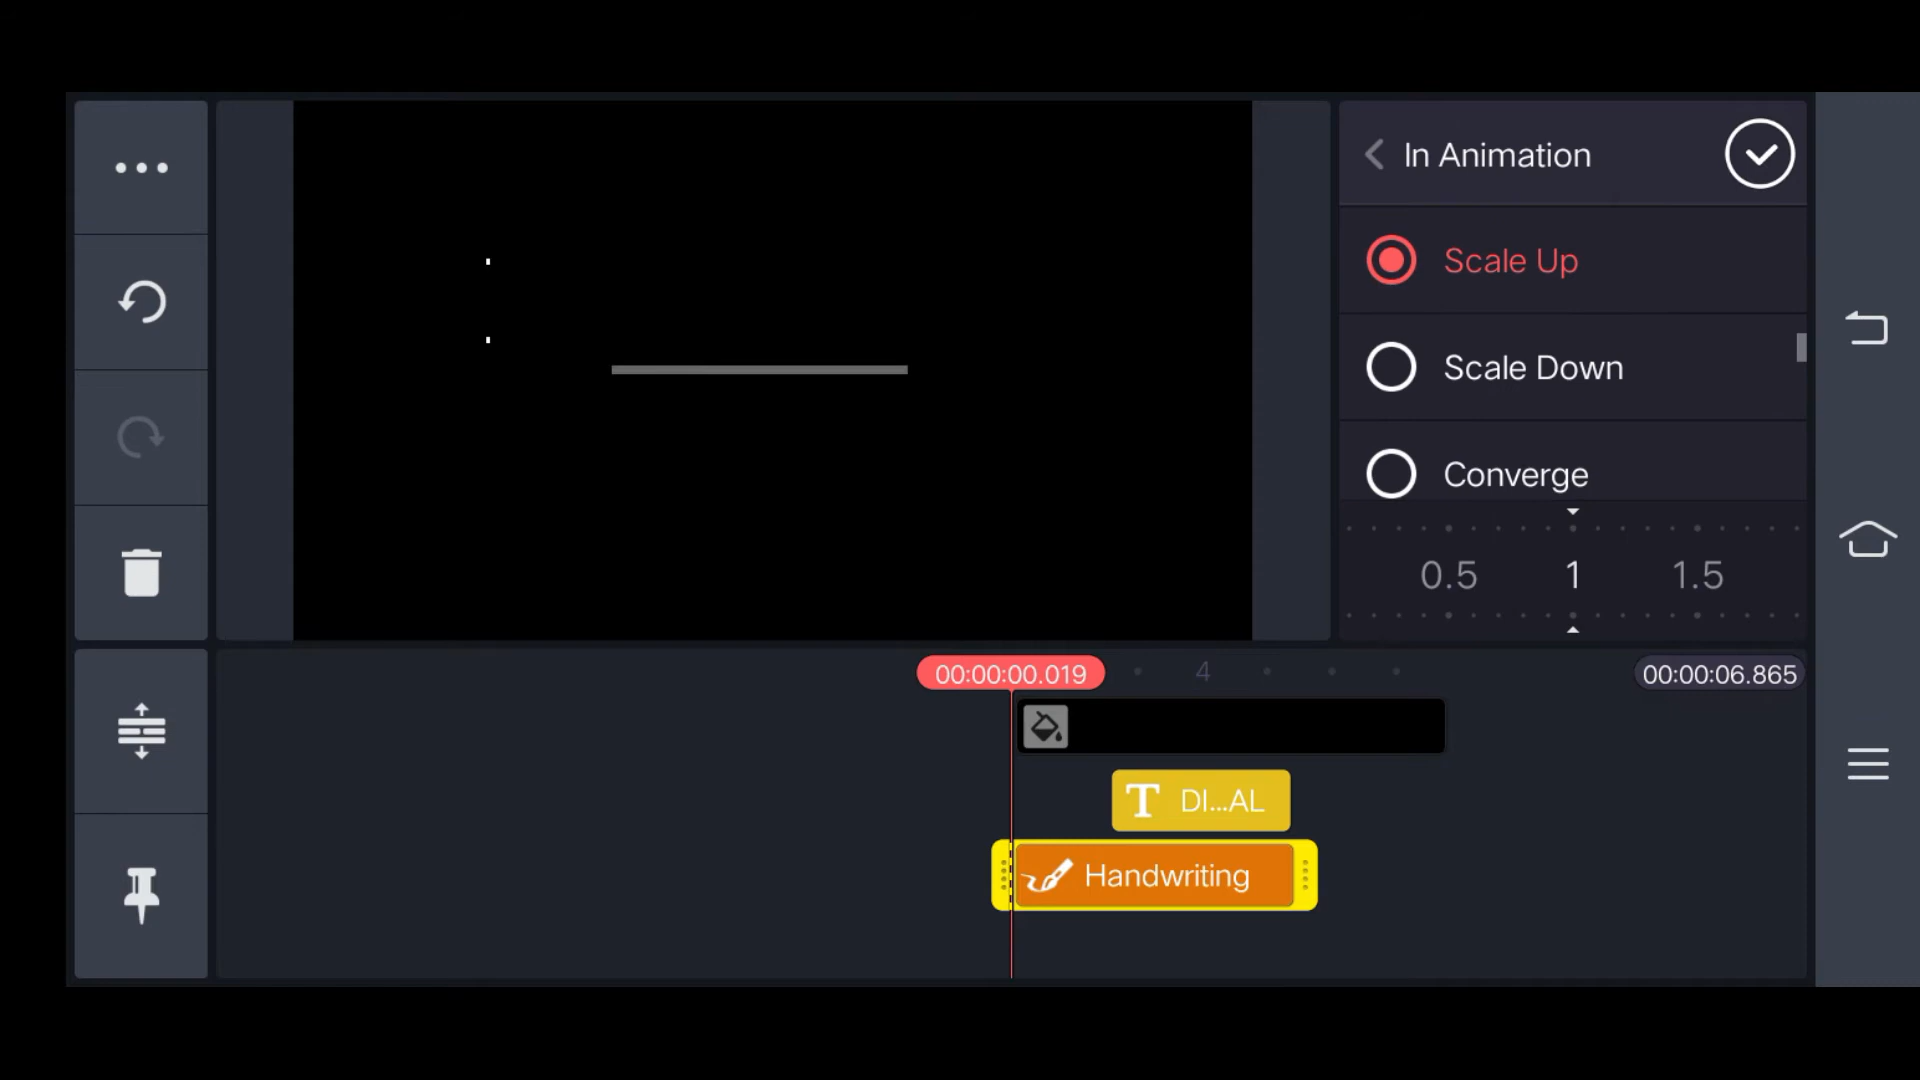 In Animation
Scale Up
Scale Down
Converge
0.5 1 1.5
00:00:00.019 4 00:00:06.865
T DI...AL
Handwriting